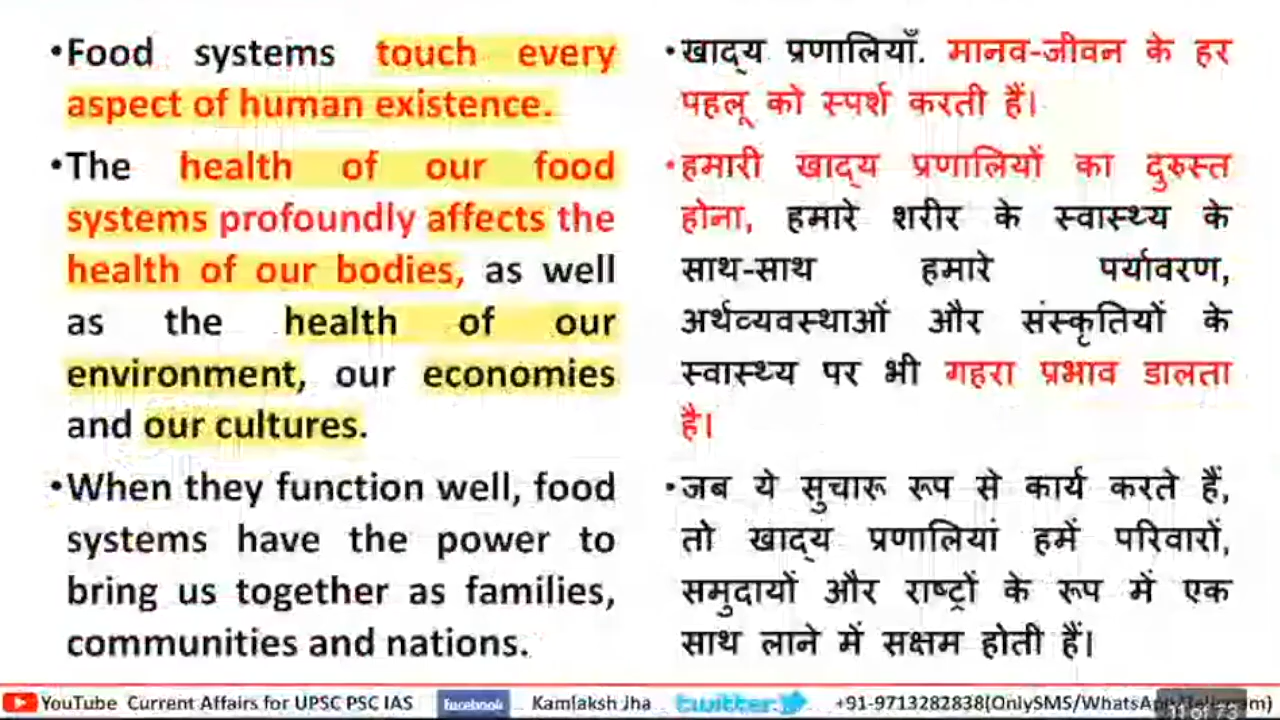 •Food systems touch every
aspect of human existence.
•The health of our food
systems profoundly affects the
health of our bodies, as well
as the health of our
environment, our economies
and our cultures.
•When they function well, food
systems have the power to
bring us together as families,
communities and nations.
•खाद्य प्रणालियाँ. मानव-जीवन के हर
पहलू को स्पर्श करती हैं।
•हमारी खाद्य प्रणालियों का दुरुस्त
होना, हमारे शरीर के स्वास्थ्य के
साथ-साथ हमारे पर्यावरण,
अर्थव्यवस्थाओं और संस्कृतियों के
स्वास्थ्य पर भी गहरा प्रभाव डालता
है।
•जब ये सुचारू रूप से कार्य करते हैं,
तो खाद्य प्रणालियां हमें परिवारों,
समुदायों और राष्ट्रों के रूप में एक
साथ लाने में सक्षम होती हैं।
YouTube Current Affairs for UPSC PSC IAS facebook Kamlaksh Jha twitter +91-9713282838(OnlySMS/WhatsApp